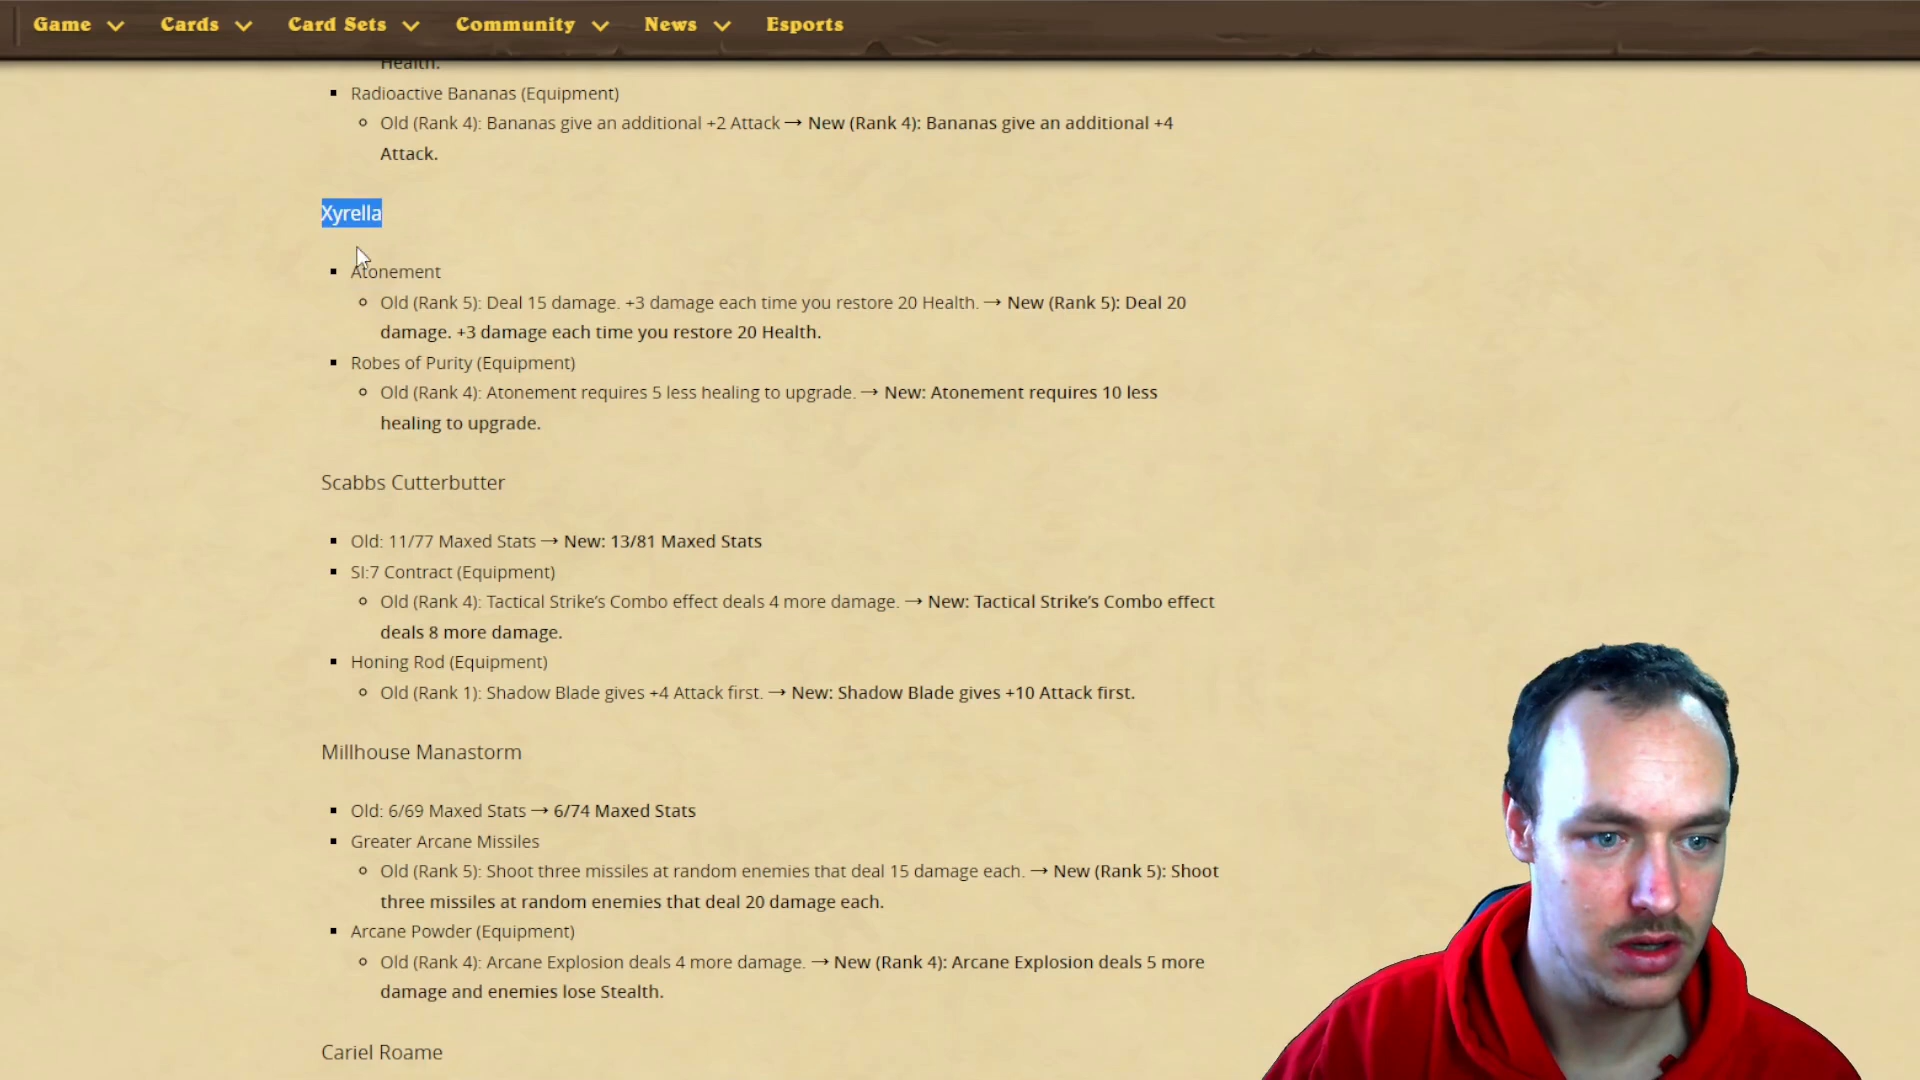 Game Cards Card Sets Community News Esports
Health.
Radioactive Bananas (Equipment)
Old (Rank 4): Bananas give an additional +2 Attack → New (Rank 4): Bananas give an additional +4
Attack.
Xyrella
Atonement
Old (Rank 5): Deal 15 damage. +3 damage each time you restore 20 Health. → New (Rank 5): Deal 20
damage. +3 damage each time you restore 20 Health.
Robes of Purity (Equipment)
Old (Rank 4): Atonement requires 5 less healing to upgrade. → New: Atonement requires 10 less
healing to upgrade.
Scabbs Cutterbutter
Old: 11/77 Maxed Stats → New: 13/81 Maxed Stats
SI:7 Contract (Equipment)
Old (Rank 4): Tactical Strike’s Combo effect deals 4 more damage. → New: Tactical Strike’s Combo effect
deals 8 more damage.
Honing Rod (Equipment)
Old (Rank 1): Shadow Blade gives +4 Attack first. → New: Shadow Blade gives +10 Attack first.
Millhouse Manastorm
Old: 6/69 Maxed Stats → 6/74 Maxed Stats
Greater Arcane Missiles
Old (Rank 5): Shoot three missiles at random enemies that deal 15 damage each. → New (Rank 5): Shoot
three missiles at random enemies that deal 20 damage each.
Arcane Powder (Equipment)
Old (Rank 4): Arcane Explosion deals 4 more damage. → New (Rank 4): Arcane Explosion deals 5 more
damage and enemies lose Stealth.
Cariel Roame